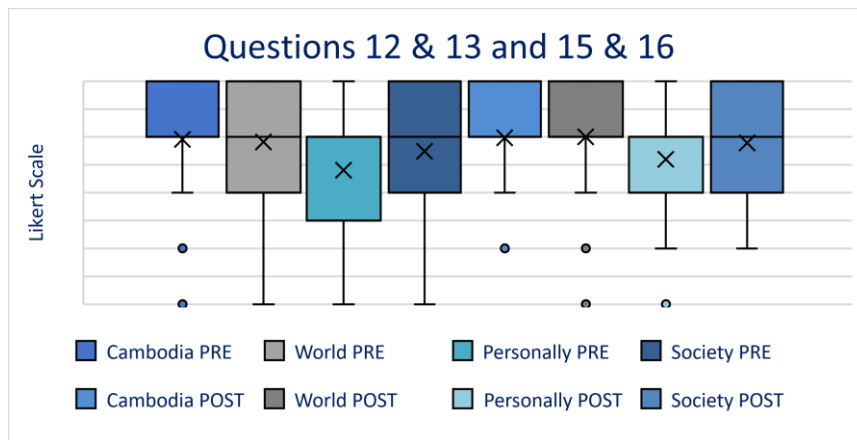 Questions 12 & 13 and 15 & 16
Likert Scale
Cambodia PRE
World PRE
Personally PRE
Society PRE
Cambodia POST
World POST
Personally POST
Society POST